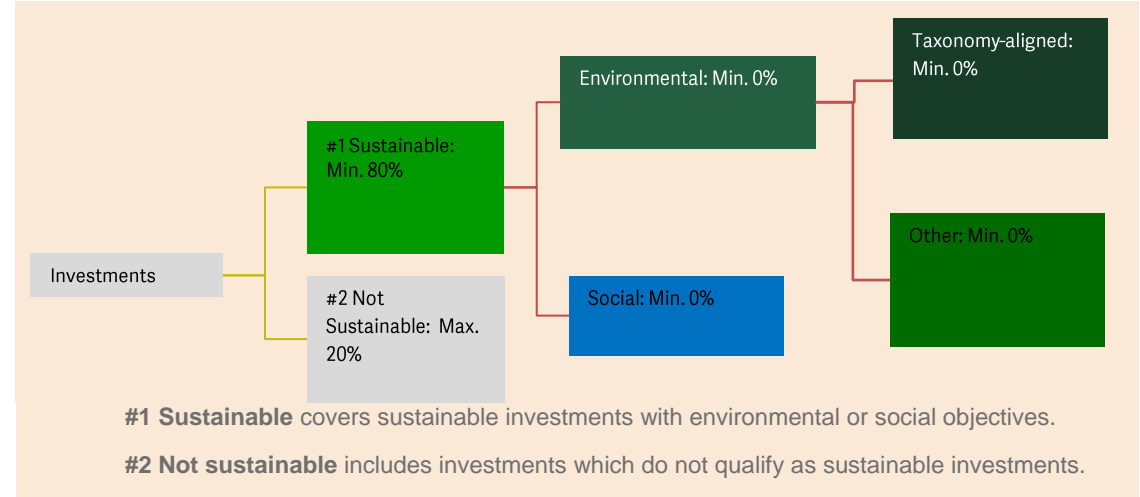 Taxonomy-aligned:
Min. 0%
Environmental: Min. 0%
#1 Sustainable:
Min. 80%
Other: Min. 0%
Investments
#2 Not
Sustainable: Max.
20%
Social: Min. 0%
#1 Sustainable covers sustainable investments with environmental or social objectives.
#2 Not sustainable includes investments which do not qualify as sustainable investments.